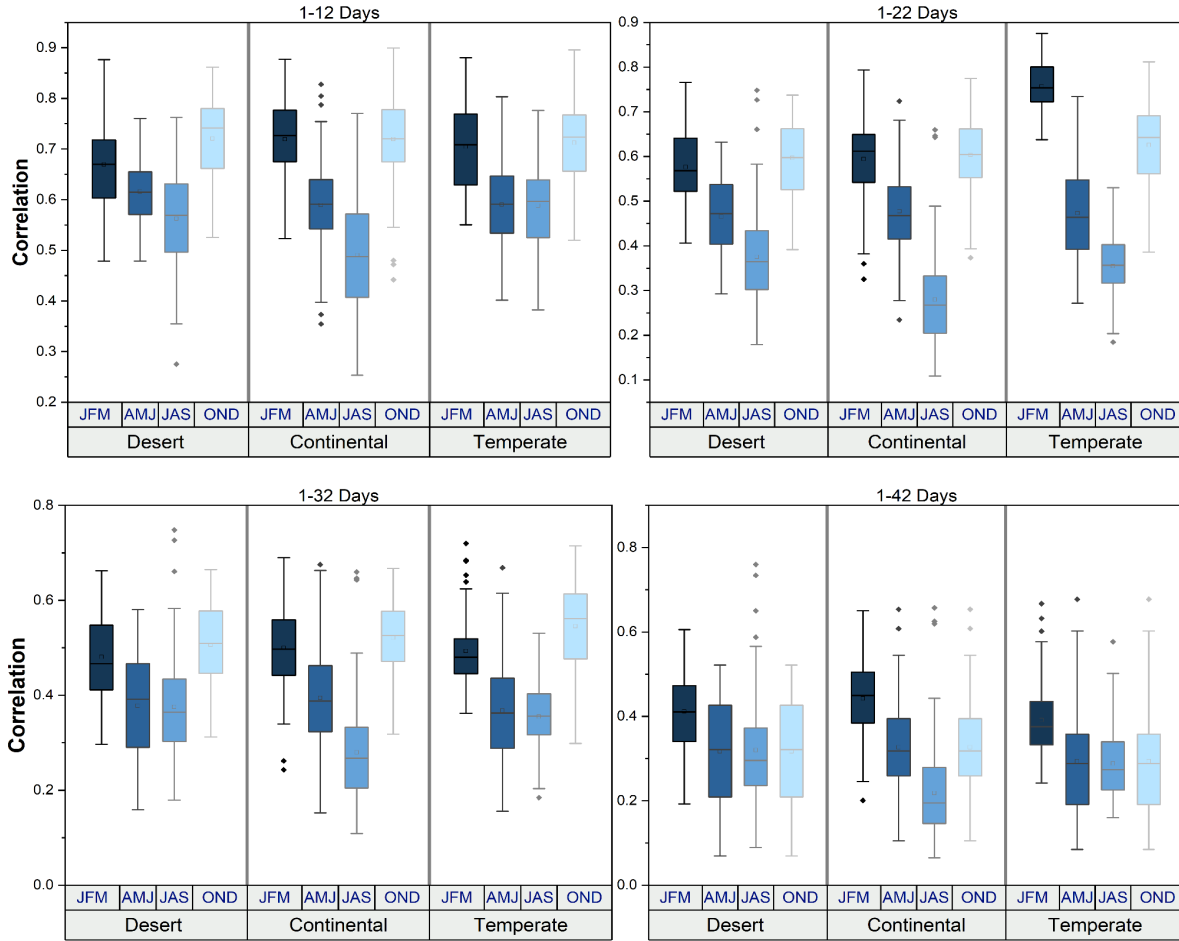 1-12 Days
Correlation
0.9
0.8
0.7
0.6
0.5
0.4
0.3
0.2
JFM AMJ JAS OND JFM AMJ JAS OND JFM AMJ JAS OND
Desert Continental Temperate
1-22 Days
0.9
0.8
0.7
0.6
0.5
0.4
0.3
0.2
0.1
JFM AMJ JAS OND JFM AMJ JAS OND JFM AMJ JAS OND
Desert Continental Temperate
1-32 Days
Correlation
0.8
0.6
0.4
0.2
0.0
JFM AMJ JAS OND JFM AMJ JAS OND JFM AMJ JAS OND
Desert Continental Temperate
1-42 Days
0.8
0.6
0.4
0.2
0.0
JFM AMJ JAS OND JFM AMJ JAS OND JFM AMJ JAS OND
Desert Continental Temperate